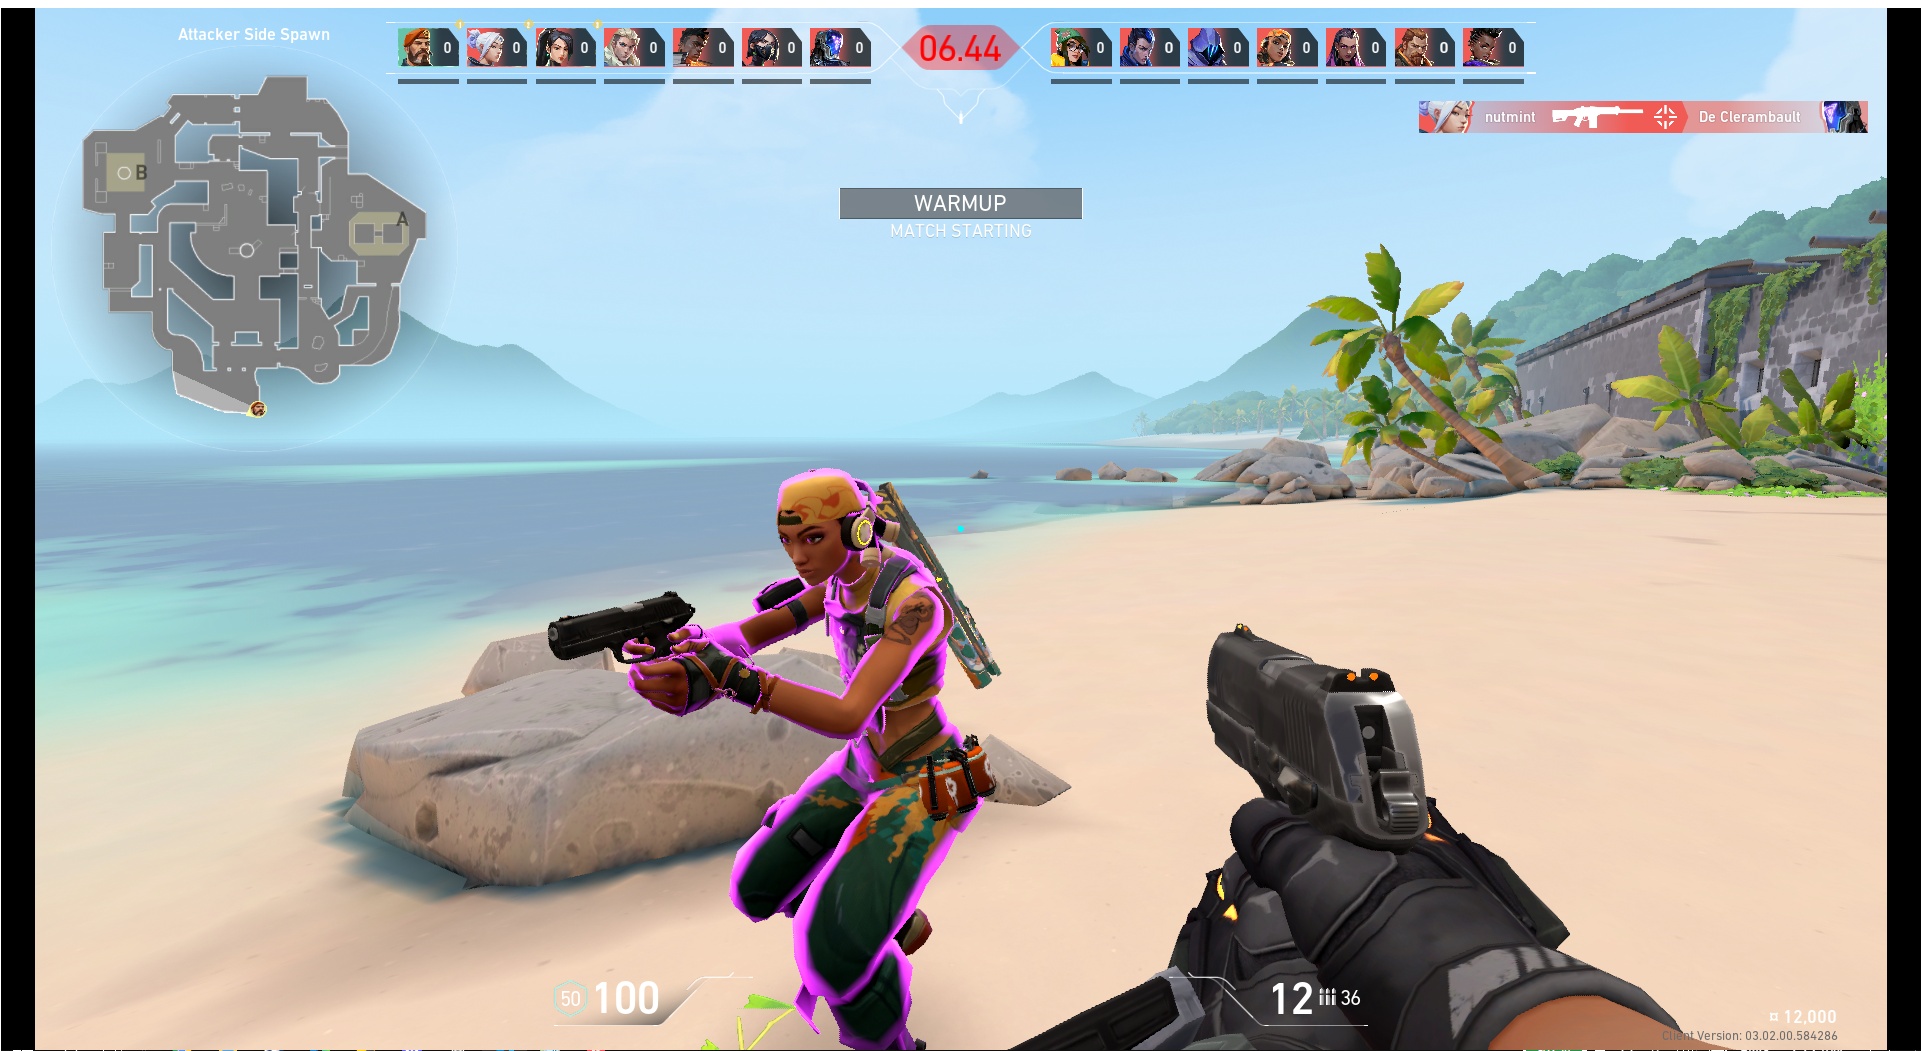 Attacker Side Spawn
0 0 0 0 0 0 0
06.44
0 0 0 0 0 0 0
nutmint
De Clerambault
WARMUP
MATCH STARTING
B
A
50 100
12 36
¤ 12,000
Client Version: 03.02.00.584286